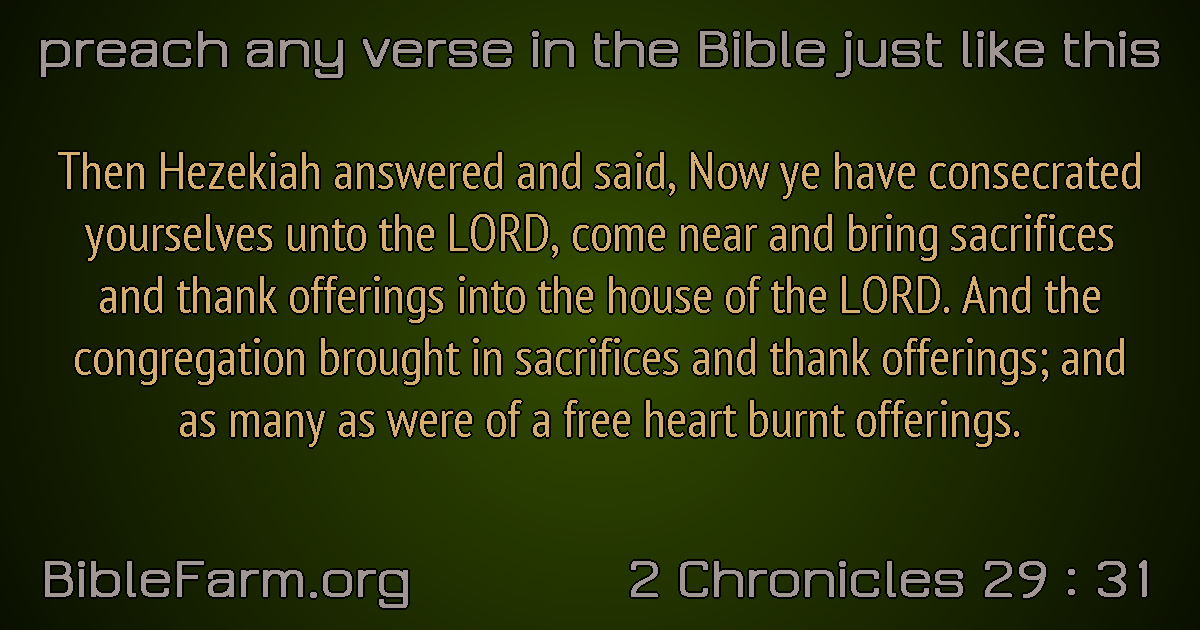 preach any verse in the Bible just like this
Then Hezekiah answered and said, Now ye have consecrated
yourselves unto the LORD, come near and bring sacrifices
and thank offerings into the house of the LORD. And the
congregation brought in sacrifices and thank offerings; and
as many as were of a free heart burnt offerings.
BibleFarm.org
2 Chronicles 29 : 31